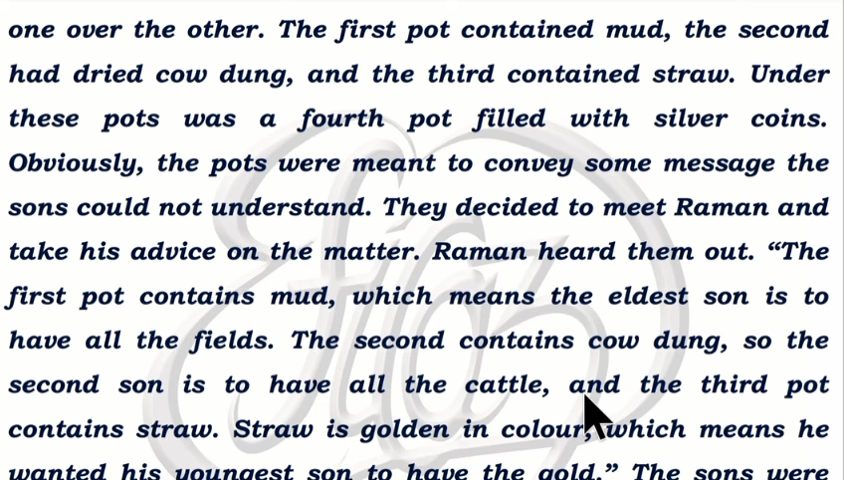 one over the other. The first pot contained mud, the second
had dried cow dung, and the third contained straw. Under
these pots was a fourth pot filled with silver coins.
Obviously, the pots were meant to convey some message the
sons could not understand. They decided to meet Raman and
take his advice on the matter. Raman heard them out. “The
first pot contains mud, which means the eldest son is to
have all the fields. The second contains cow dung, so the
second son is to have all the cattle, and the third pot
contains straw. Straw is golden in colour, which means he
wanted his youngest son to have the gold.” The sons were